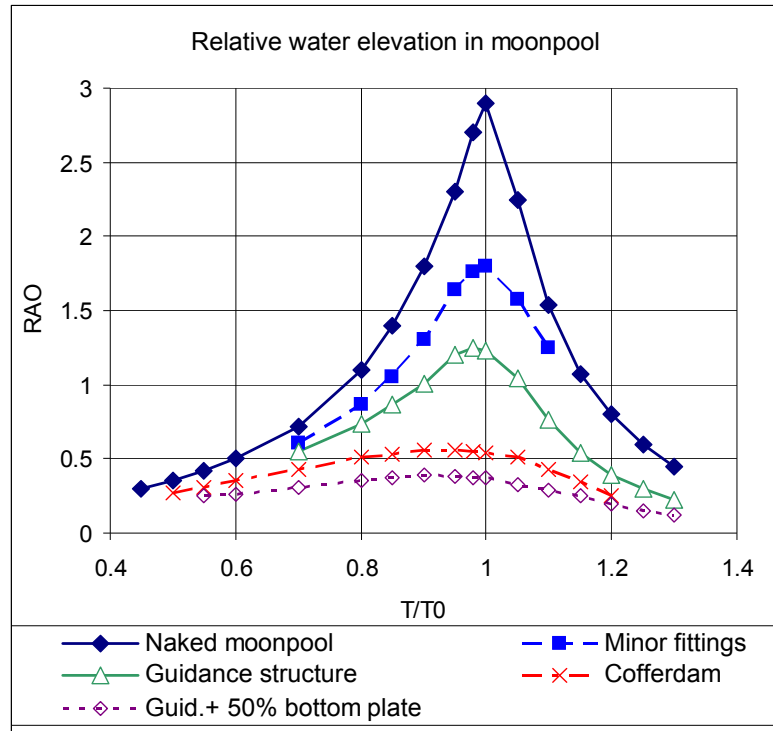 Relative water elevation in moonpool
3
2.5
2
1.5
1
0.5
0
RAO
0.4 0.6 0.8 1 1.2 1.4
T/T0
Naked moonpool Minor fittings
Guidance structure Cofferdam
Guid.+ 50% bottom plate